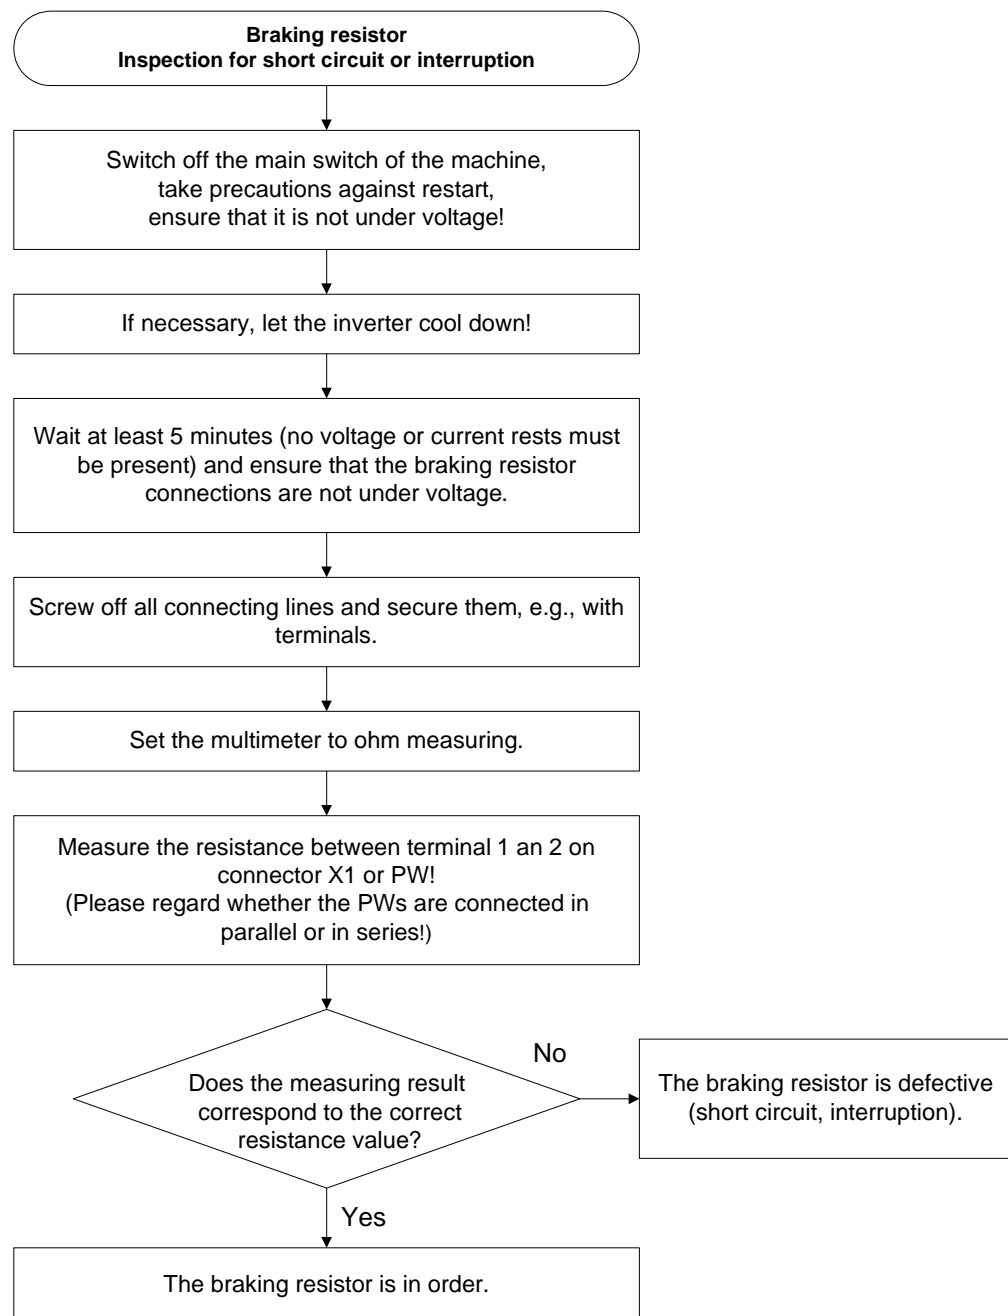 Braking resistor
Inspection for short circuit or interruption
Switch off the main switch of the machine,
take precautions against restart,
ensure that it is not under voltage!
If necessary, let the inverter cool down!
Wait at least 5 minutes (no voltage or current rests must
be present) and ensure that the braking resistor
connections are not under voltage.
Screw off all connecting lines and secure them, e.g., with
terminals.
Set the multimeter to ohm measuring.
Measure the resistance between terminal 1 an 2 on
connector X1 or PW!
(Please regard whether the PWs are connected in
parallel or in series!)
Does the measuring result
correspond to the correct
resistance value?
No
The braking resistor is defective
(short circuit, interruption).
Yes
The braking resistor is in order.